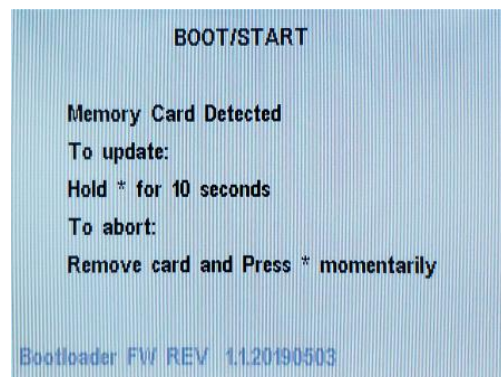 BOOT/START
Memory Card Detected
To update:
Hold * for 10 seconds
To abort:
Remove card and Press * momentarily
Bootloader FW REV 1.1.20190503